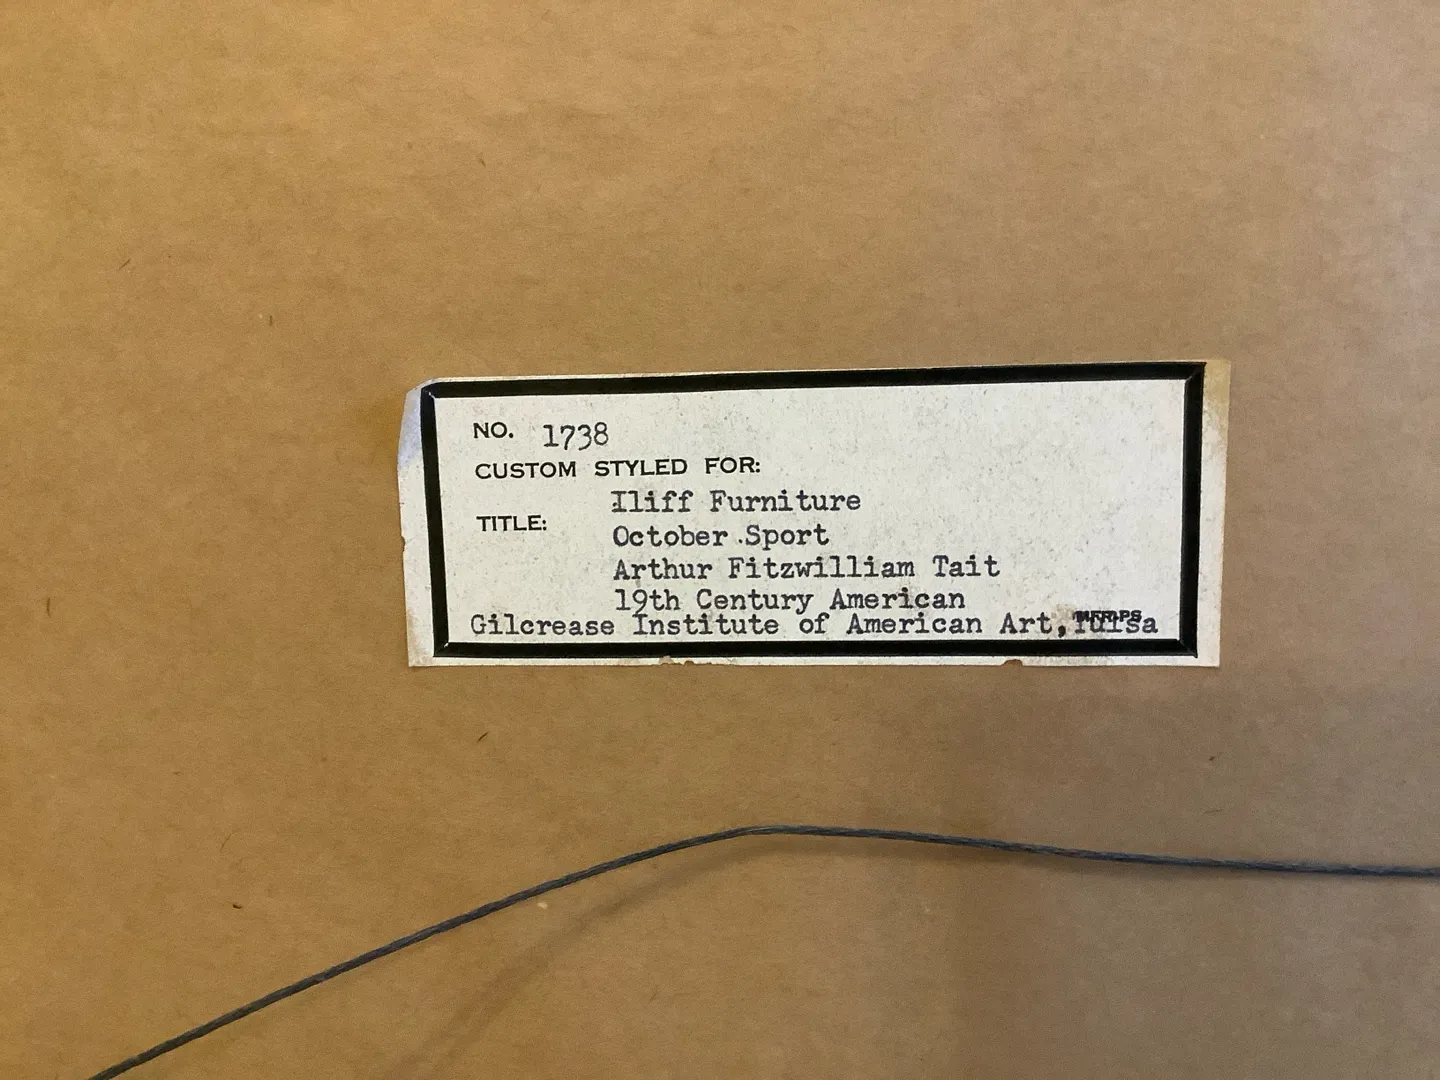 NO. 1738
CUSTOM STYLED FOR:
Iliff Furniture
TITLE:
October Sport
Arthur Fitzwilliam Tait
19th Century American
Gilcrease Institute of American Art, Tulsa